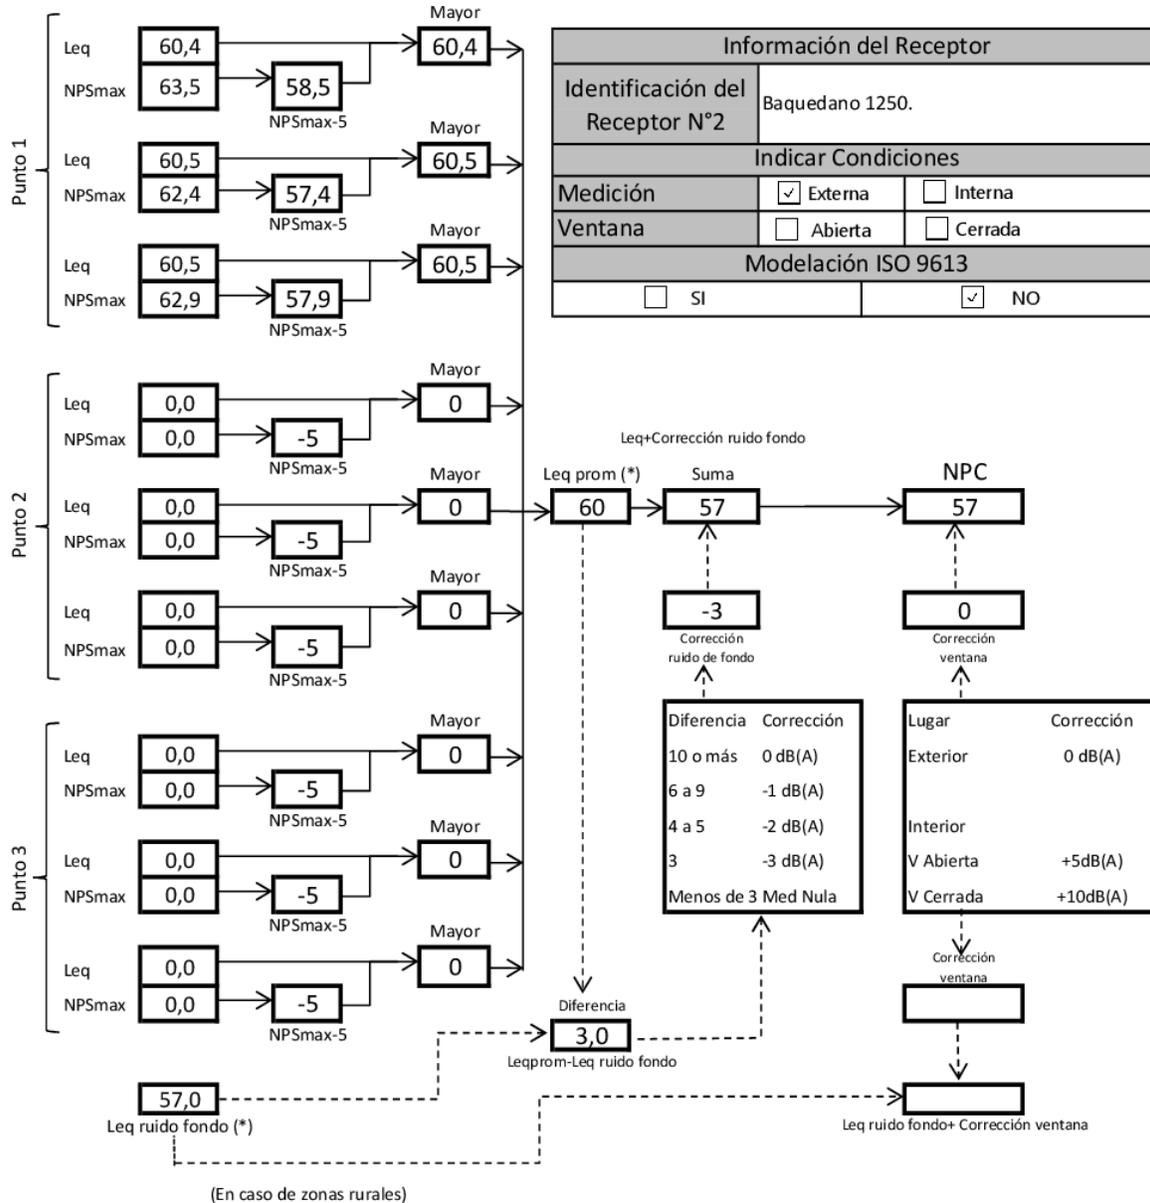 Punto 1
Mayor
Leq 60,4 60,4
NPSmax 63,5 58,5
NPSmax-5
Mayor
Leq 60,5 60,5
NPSmax 62,4 57,4
NPSmax-5
Mayor
Leq 60,5 60,5
NPSmax 62,9 57,9
NPSmax-5
Información del Receptor
Identificación del
Receptor N°2
Baquedano 1250.
Indicar Condiciones
Medición Externa Interna
Ventana Abierta Cerrada
Modelación ISO 9613
SI NO
Punto 2
Mayor
Leq 0,0 0
NPSmax 0,0 -5
NPSmax-5
Mayor
Leq 0,0 0
NPSmax 0,0 -5
NPSmax-5
Mayor
Leq 0,0 0
NPSmax 0,0 -5
NPSmax-5
Leq+Corrección ruido fondo
Leq prom (*) Suma NPC
60 57 57
-3 0
Corrección
ruido de fondo
Corrección
ventana
Punto 3
Mayor
Leq 0,0 0
NPSmax 0,0 -5
NPSmax-5
Mayor
Leq 0,0 0
NPSmax 0,0 -5
NPSmax-5
Mayor
Leq 0,0 0
NPSmax 0,0 -5
NPSmax-5
Diferencia Corrección
10 o más 0 dB(A)
6 a 9 -1 dB(A)
4 a 5 -2 dB(A)
3 -3 dB(A)
Menos de 3 Med Nula
Lugar Corrección
Exterior 0 dB(A)
Interior
V Abierta +5dB(A)
V Cerrada +10dB(A)
Corrección
ventana
Diferencia
3,0
Leqprom-Leq ruido fondo
57,0
Leq ruido fondo (*)
Leq ruido fondo+ Corrección ventana
(En caso de zonas rurales)